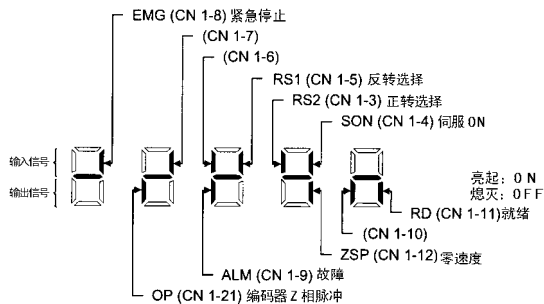 EMG (CN 1-8) 紧急停止
(CN 1-7)
(CN 1-6)
RS1 (CN 1-5) 反转选择
RS2 (CN 1-3) 正转选择
SON (CN 1-4) 伺服 ON
输入信号
输出信号
亮起: ON
熄灭: OFF
RD (CN 1-11)就绪
(CN 1-10)
ZSP (CN 1-12) 零速度
ALM (CN 1-9) 故障
OP (CN 1-21) 编码器 Z 相脉冲